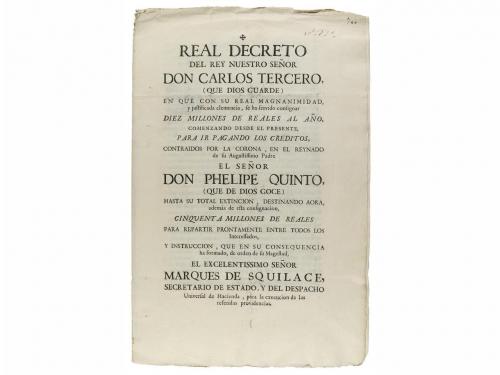 ✠
REAL DECRETO
DEL REY NUESTRO SEÑOR
DON CARLOS TERCERO,
(QUE DIOS GUARDE)
EN QUE CON SU REAL MAGNANIMIDAD,
y justificada clemencia, se ha servido consignar
DIEZ MILLONES DE REALES AL AÑO,
COMENZANDO DESDE EL PRESENTE,
PARA IR PAGANDO LOS CREDITOS,
CONTRAIDOS POR LA CORONA, EN EL REYNADO
de su Augustissimo Padre
EL SEÑOR
DON PHELIPE QUINTO,
(QUE DE DIOS GOCE)
HASTA SU TOTAL EXTINCION, DESTINANDO AORA,
además de esta consignacion,
CINQUENTA MILLONES DE REALES
PARA REPARTIR PRONTAMENTE ENTRE TODOS LOS
Interessados,
Y INSTRUCCION, QUE EN SU CONSEQUENCIA
ha formado, de orden de su Magestad,
EL EXCELENTISSIMO SEÑOR
MARQUES DE SQUILACE,
SECRETARIO DE ESTADO, Y DEL DESPACHO
Universal de Hacienda, para la execucion de las
referidas providencias.